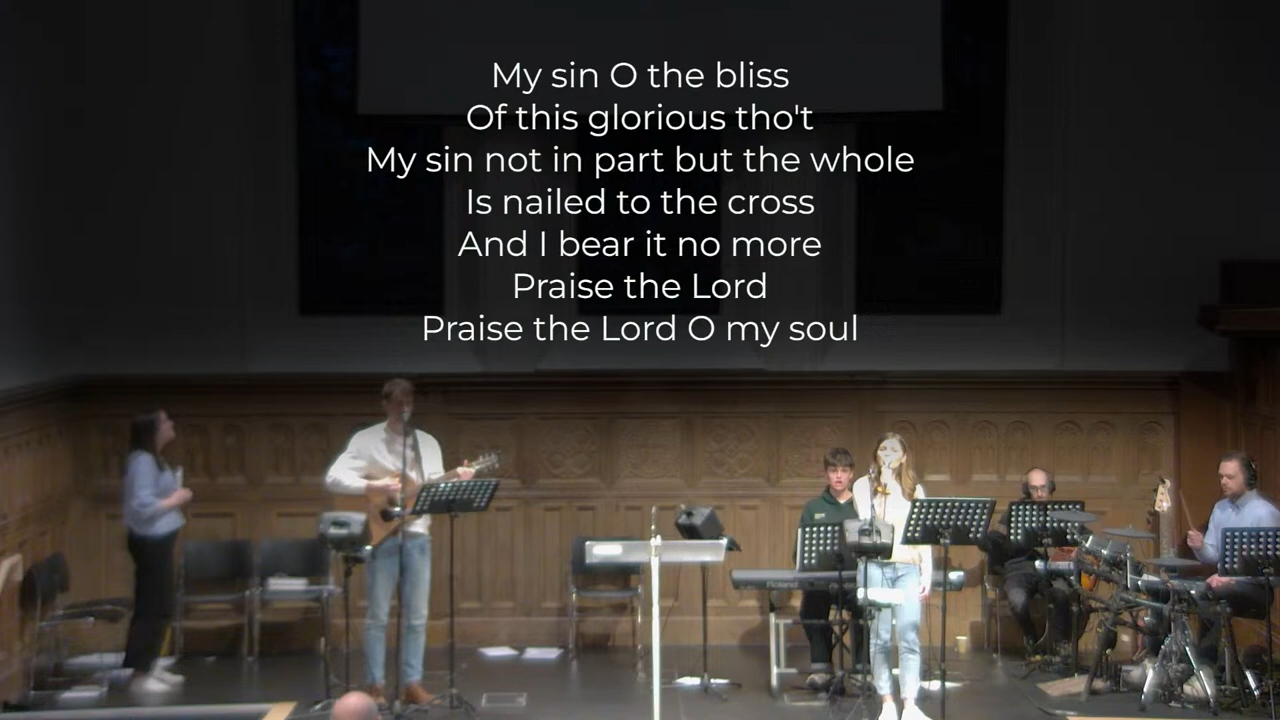 My sin O the bliss
Of this glorious tho't
My sin not in part but the whole
Is nailed to the cross
And I bear it no more
Praise the Lord
Praise the Lord O my soul
Roland